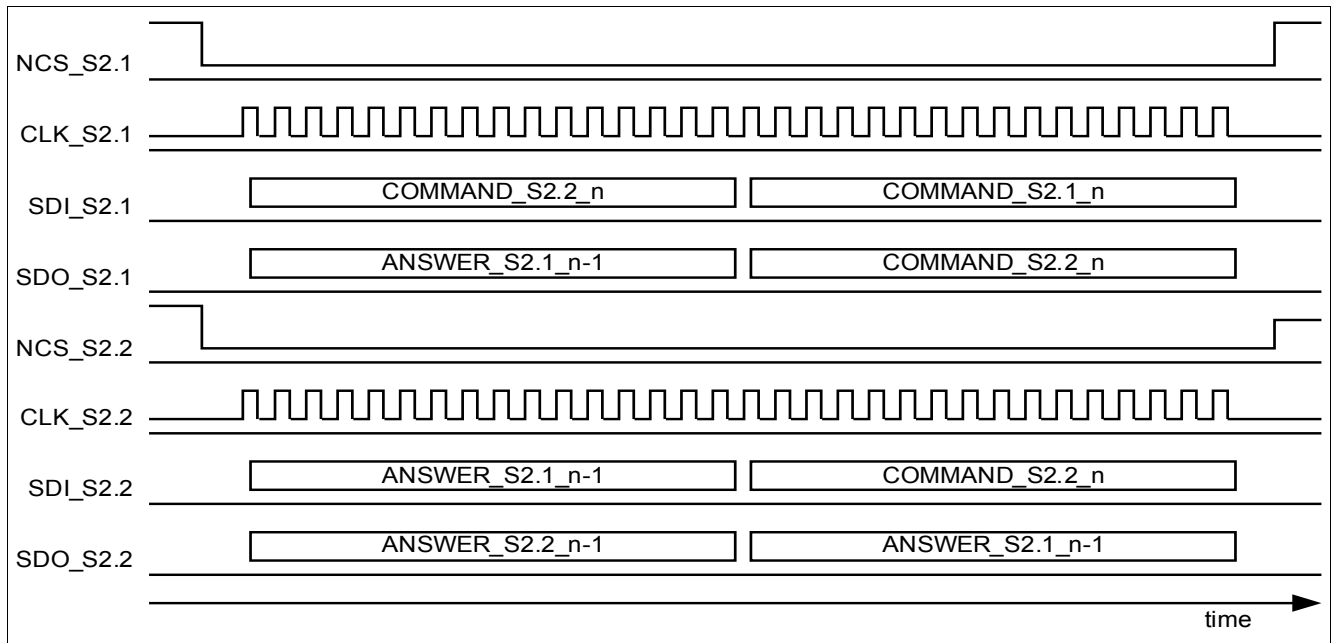 NCS_S2.1
CLK_S2.1
COMMAND_S2.2_n COMMAND_S2.1_n
SDI_S2.1
ANSWER_S2.1_n-1 COMMAND_S2.2_n
SDO_S2.1
NCS_S2.2
CLK_S2.2
ANSWER_S2.1_n-1 COMMAND_S2.2_n
SDI_S2.2
ANSWER_S2.2_n-1 ANSWER_S2.1_n-1
SDO_S2.2
time